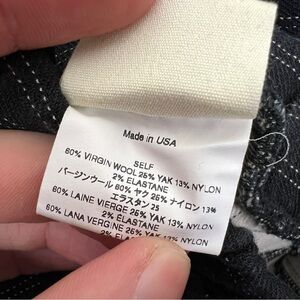 Made in USA
SELF
60% VIRGIN WOOL 25% YAK 13% NYLON
2% ELASTANE
バージンウール 60% ヤク 25% ナイロン 13%
エラスタン 2%
60% LAINE VIERGE 25% YAK 13% NYLON
2% ELASTANE
60% LANA VERGINE 25% YAK 13% NYLON
2% ELASTAN